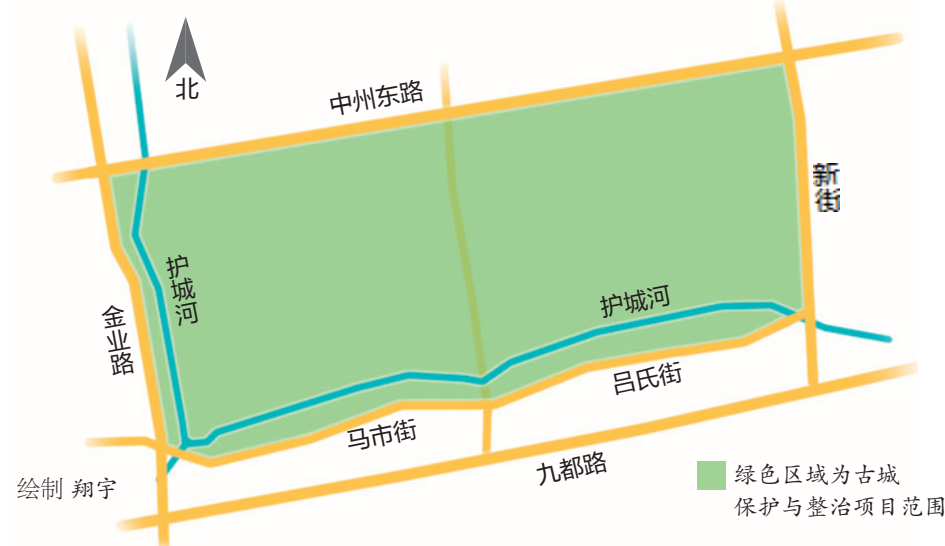 北
中州东路
新街
护城河
护城河
金业路
吕氏街
马市街
九都路
绘制 翔宇
绿色区域为古城
保护与整治项目范围